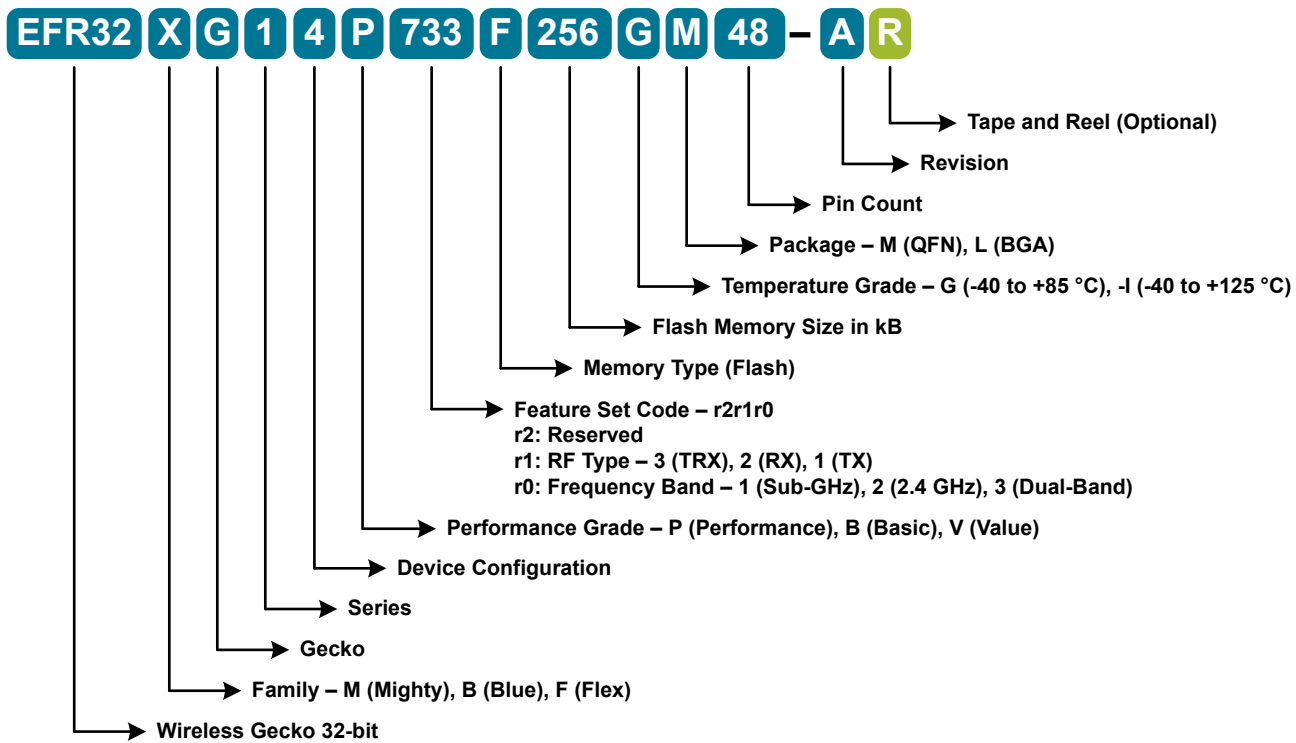 EFR32 X G 1 4 P 733 F 256 G M 48 – A R
Tape and Reel (Optional)
Revision
Pin Count
Package – M (QFN), L (BGA)
Temperature Grade – G (-40 to +85 °C), -I (-40 to +125 °C)
Flash Memory Size in kB
Memory Type (Flash)
Feature Set Code – r2r1r0
r2: Reserved
r1: RF Type – 3 (TRX), 2 (RX), 1 (TX)
r0: Frequency Band – 1 (Sub-GHz), 2 (2.4 GHz), 3 (Dual-Band)
Performance Grade – P (Performance), B (Basic), V (Value)
Device Configuration
Series
Gecko
Family – M (Mighty), B (Blue), F (Flex)
Wireless Gecko 32-bit